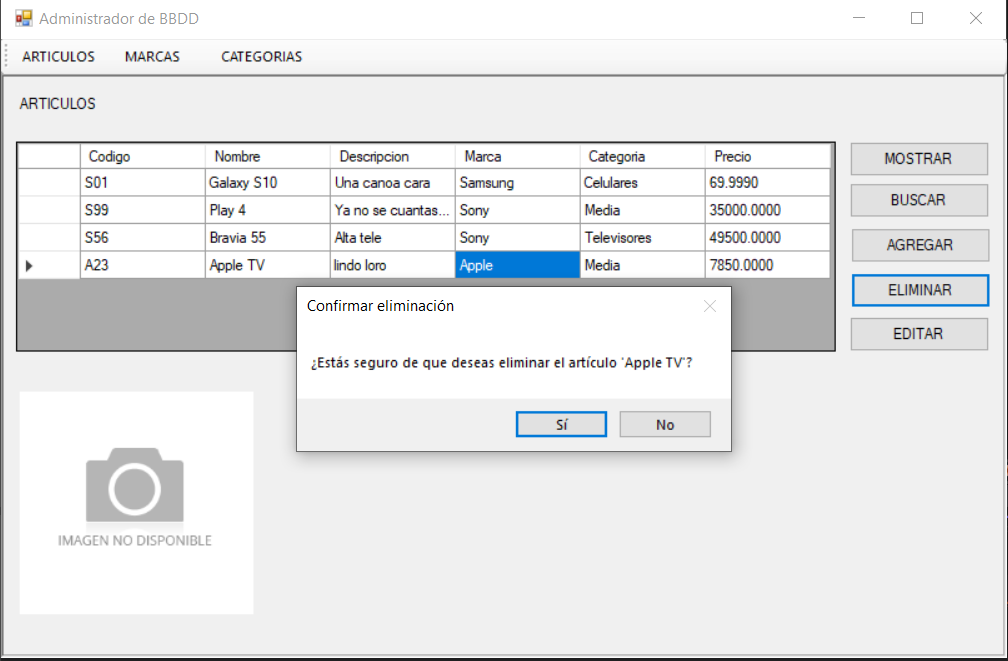 Administrador de BBDD
ARTICULOS MARCAS CATEGORIAS
ARTICULOS
Codigo Nombre Descripcion Marca Categoria Precio
S01 Galaxy S10 Una canoa cara Samsung Celulares 69.9990
S99 Play 4 Ya no se cuantas... Sony Media 35000.0000
S56 Bravia 55 Alta tele Sony Televisores 49500.0000
A23 Apple TV lindo loro Apple Media 7850.0000
MOSTRAR
BUSCAR
AGREGAR
ELIMINAR
EDITAR
Confirmar eliminación
¿Estás seguro de que deseas eliminar el artículo 'Apple TV'?
Sí No
IMAGEN NO DISPONIBLE